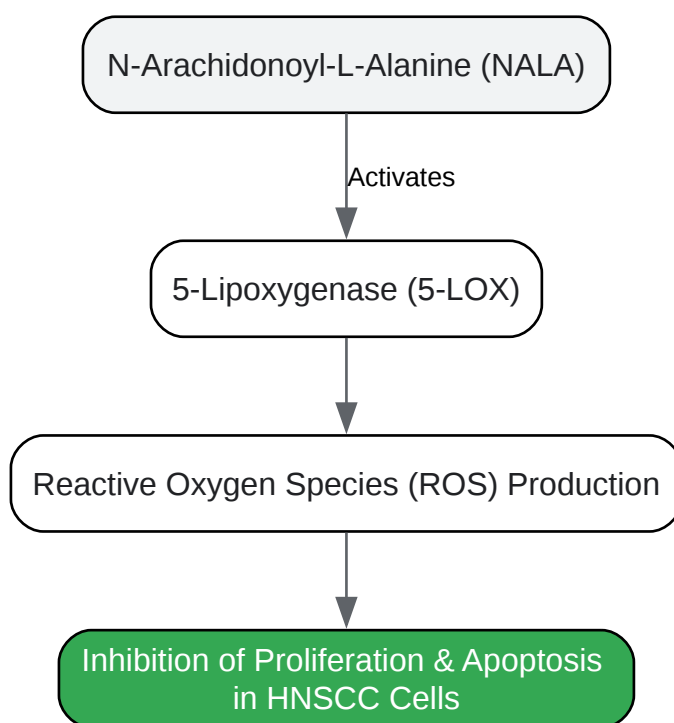 N-Arachidonoyl-L-Alanine (NALA)
Activates
5-Lipoxygenase (5-LOX)
Reactive Oxygen Species (ROS) Production
Inhibition of Proliferation & Apoptosis
in HNSCC Cells